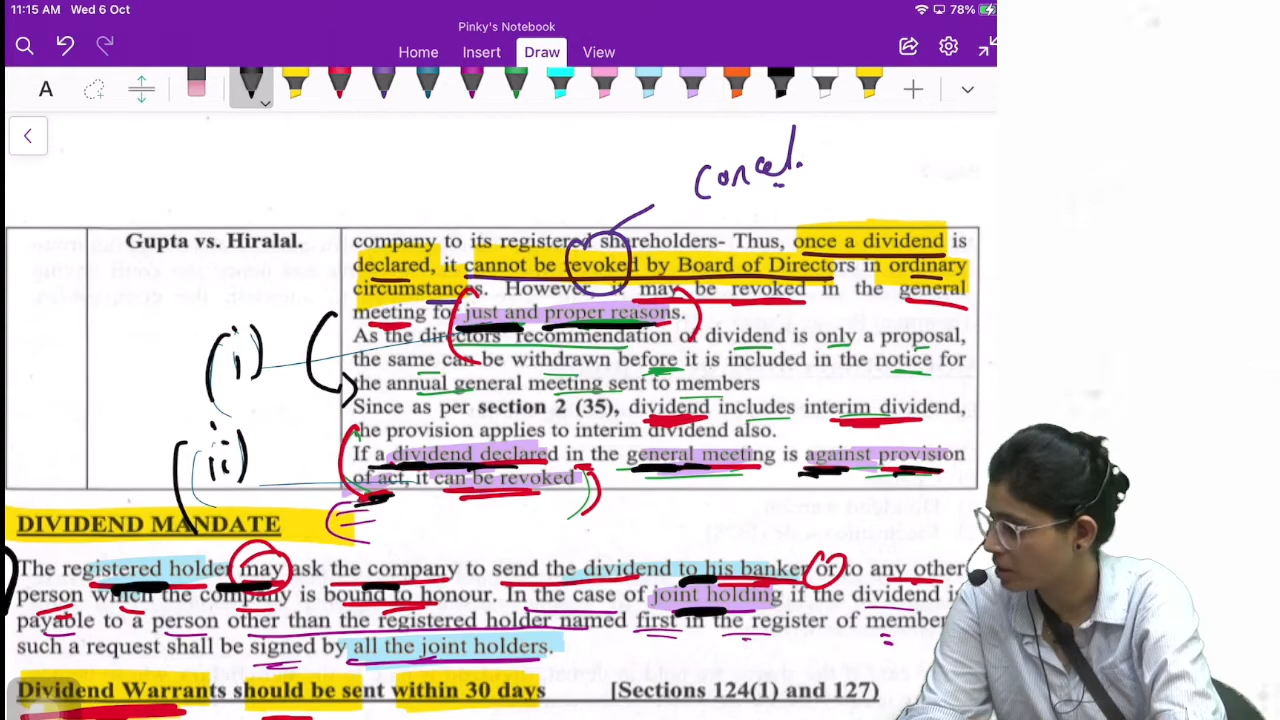 11:15 AM Wed 6 Oct
78%
Pinky's Notebook
Home Insert Draw View
A
Cancel.
Gupta vs. Hiralal.
company to its registered shareholders- Thus, once a dividend is
declared, it cannot be revoked by Board of Directors in ordinary
circumstances. However, it may be revoked in the general
meeting for just and proper reasons.
As the directors' recommendation of dividend is only a proposal,
the same can be withdrawn before it is included in the notice for
the annual general meeting sent to members
Since as per section 2 (35), dividend includes interim dividend,
the provision applies to interim dividend also.
If a dividend declared in the general meeting is against provision
of act, it can be revoked
(i)
(ii)
DIVIDEND MANDATE
The registered holder may ask the company to send the dividend to his banker or to any other
person which the company is bound to honour. In the case of joint holding if the dividend
payable to a person other than the registered holder named first in the register of
such a request shall be signed by all the joint holders.
Dividend Warrants should be sent within 30 days [Sections 124(1) and 127)